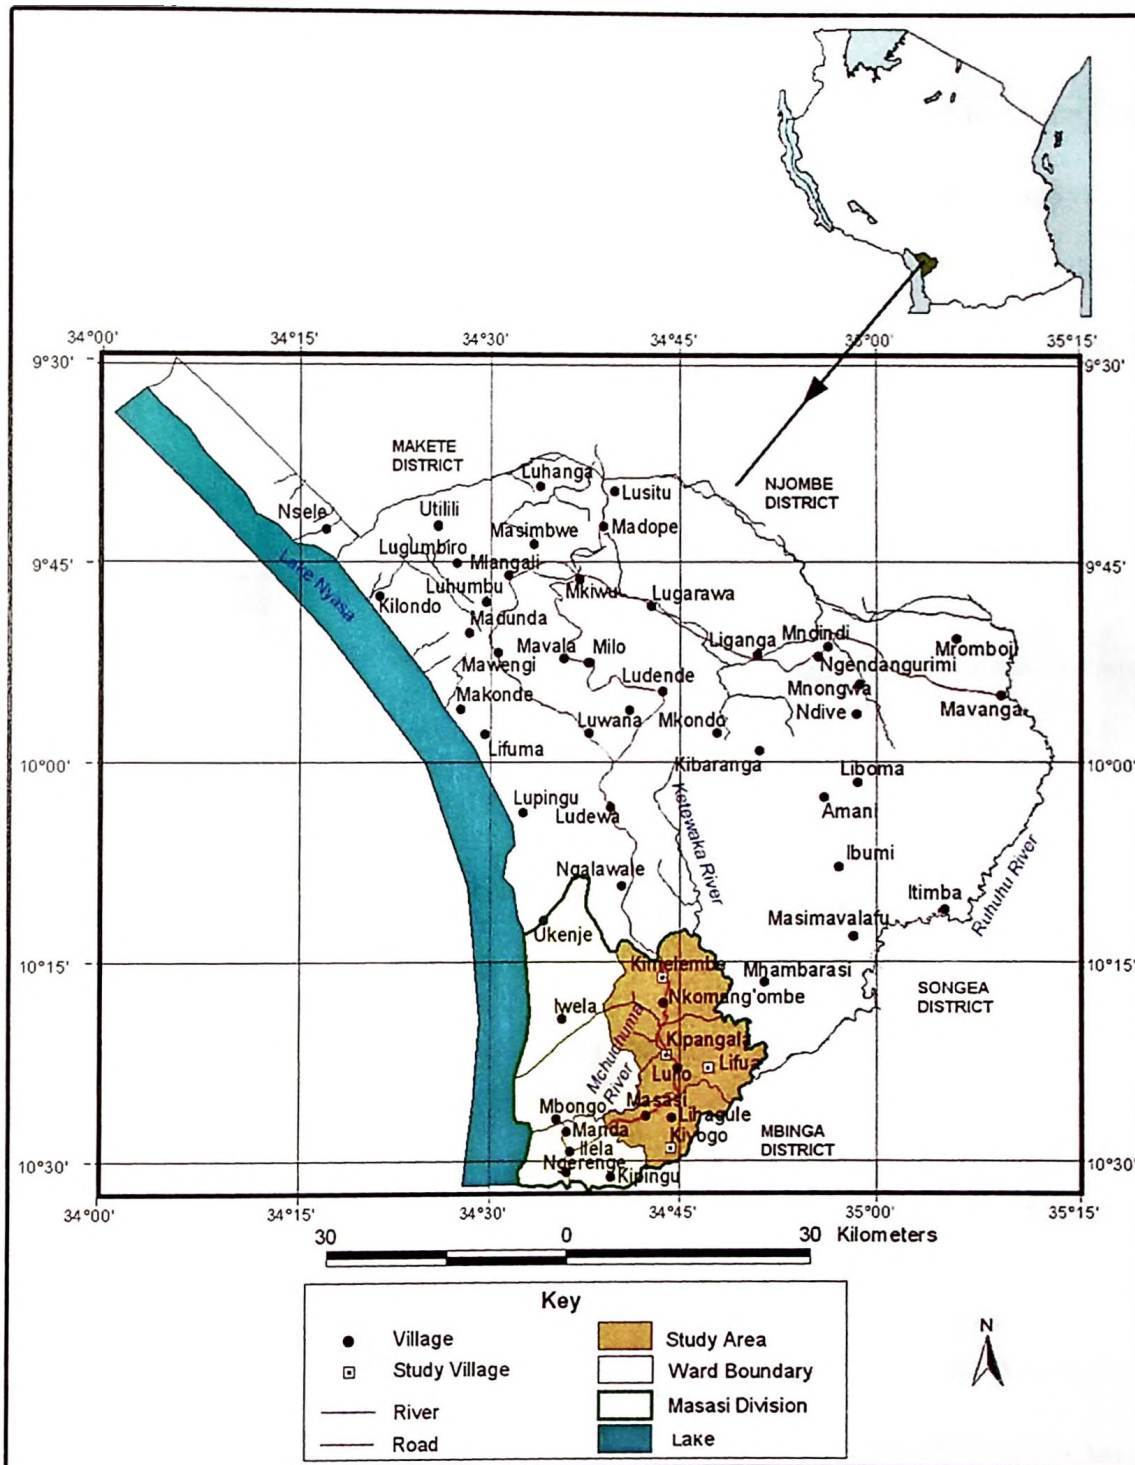 34°00' 34°15' 34°30' 34°45' 35°00' 35°15'
9°30' 9°30'
MAKETE
DISTRICT
NJOMBE
DISTRICT
Luhanga
Lusitu
Nsele
Utilili
Masimbwe
Madope
Lugumbiro
9°45' 9°45'
Mlangali
Lake Nyasa
Luhumbu
Mkiwu
Lugarawa
Kilondo
Madunda
Liganga
Mndindi
Mromboji
Mavala
Milo
Ngendangurimi
Mawengi
Ludende
Mnongwa
Makonde
Ndive
Mavanga
Luwana
Mkondo
Lifuma
Kibaranga
10°00' 10°00'
Liboma
Lupingu
Ludewa
Ketewaka River
Amani
Ibumi
Ngalawale
Itimba
Ruhuhu River
Masimavalafu
Ukenje
10°15' 10°15'
Kimelembe
Mhambarasi
Nkomang'ombe
SONGEA
DISTRICT
Iwela
Mchuchuma
River
Kipangala
Lifua
Luilo
Masasi
Mbongo
Lihagule
Manda
Kiyogo
MBINGA
DISTRICT
Ilela
Ngerenge
10°30' 10°30'
Kipingu
34°00' 34°15' 34°30' 34°45' 35°00' 35°15'
30 0 30 Kilometers
Key
Village
Study Village
River
Road
Study Area
Ward Boundary
Masasi Division
Lake
N